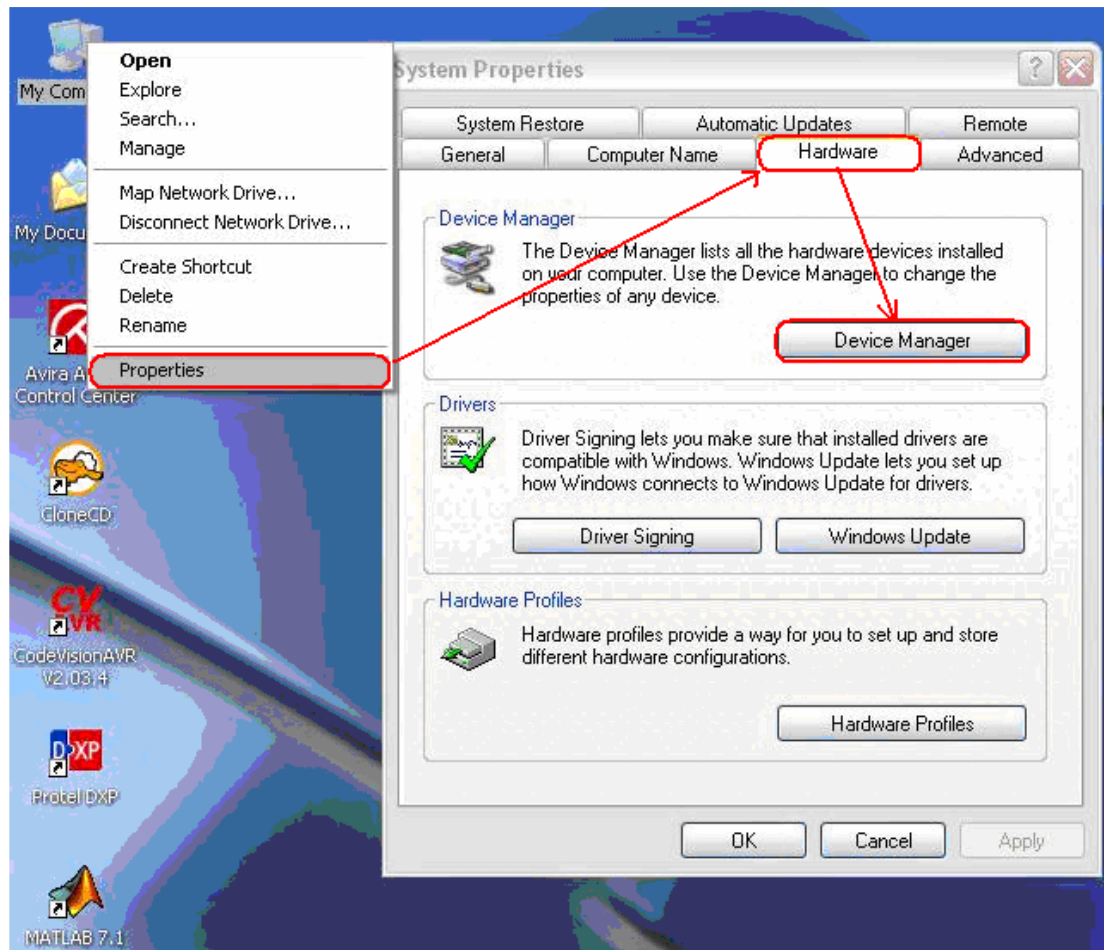 My Com
Open
Explore
Search...
Manage
Map Network Drive...
Disconnect Network Drive...
Create Shortcut
Delete
Rename
Properties
My Docu
Avira A
Control Center
CloneCD
CV
AVR
CodeVisionAVR
V2.03.4
DXP
Protel DXP
MATLAB 7.1
System Properties
System Restore
Automatic Updates
Remote
General
Computer Name
Hardware
Advanced
Device Manager
The Device Manager lists all the hardware devices installed
on your computer. Use the Device Manager to change the
properties of any device.
Device Manager
Drivers
Driver Signing lets you make sure that installed drivers are
compatible with Windows. Windows Update lets you set up
how Windows connects to Windows Update for drivers.
Driver Signing
Windows Update
Hardware Profiles
Hardware profiles provide a way for you to set up and store
different hardware configurations.
Hardware Profiles
OK
Cancel
Apply